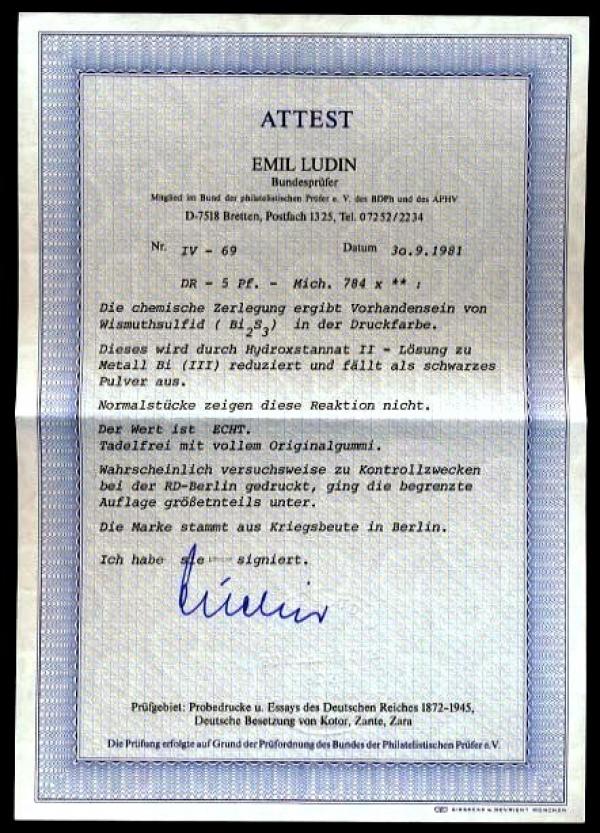 ATTEST
EMIL LUDIN
Bundesprüfer
Mitglied im Bund der philatelistischen Prüfer e. V. des BDPh und des APHV
D-7518 Bretten, Postfach 1325, Tel. 07252/2234
Nr. IV - 69 Datum 30.9.1981
DR - 5 Pf. - Mich. 784 x ** :
Die chemische Zerlegung ergibt Vorhandensein von
Wismuthsulfid ( Bi2S3) in der Druckfarbe.
Dieses wird durch Hydroxstannat II - Lösung zu
Metall Bi (III) reduziert und fällt als schwarzes
Pulver aus.
Normalstücke zeigen diese Reaktion nicht.
Der Wert ist ECHT.
Tadelfrei mit vollem Originalgummi.
Wahrscheinlich versuchsweise zu Kontrollzwecken
bei der RD-Berlin gedruckt, ging die begrenzte
Auflage größetnteils unter.
Die Marke stammt aus Kriegsbeute in Berlin.
Ich habe sie signiert.
Ludin
Prüfgebiet: Probedrucke u. Essays des Deutschen Reiches 1872-1945,
Deutsche Besetzung von Kotor, Zante, Zara
Die Prüfung erfolgte auf Grund der Prüfordnung des Bundes der Philatelistischen Prüfer e.V.
GIESECKE & DEVRIENT MÜNCHEN